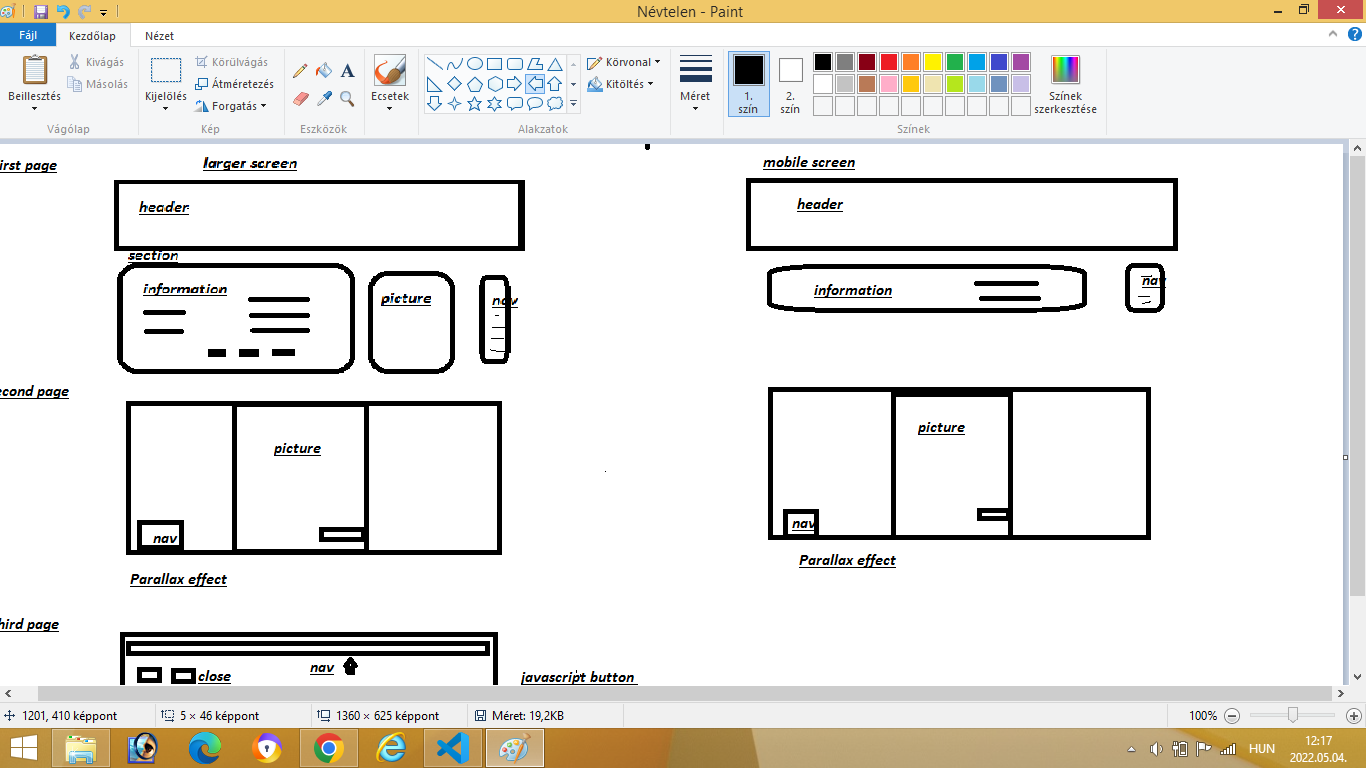 Névtelen - Paint
Fájl
Kezdőlap
Nézet
Beillesztés
Kivágás
Másolás
Vágólap
Kijelölés
Körülvágás
Átméretezés
Forgatás
Kép
A
Eszközök
Ecsetek
Alakzatok
Körvonal
Kitöltés
Méret
1. szín
2. szín
Színek
Színek szerkesztése
irst page
larger screen
mobile screen
header
header
section
information
picture
nav
information
nav
econd page
picture
nav
picture
nav
Parallax effect
Parallax effect
hird page
close
nav
javascript button
1201, 410 képpont
5 × 46 képpont
1360 × 625 képpont
Méret: 19,2KB
100%
HUN
12:17
2022.05.04.